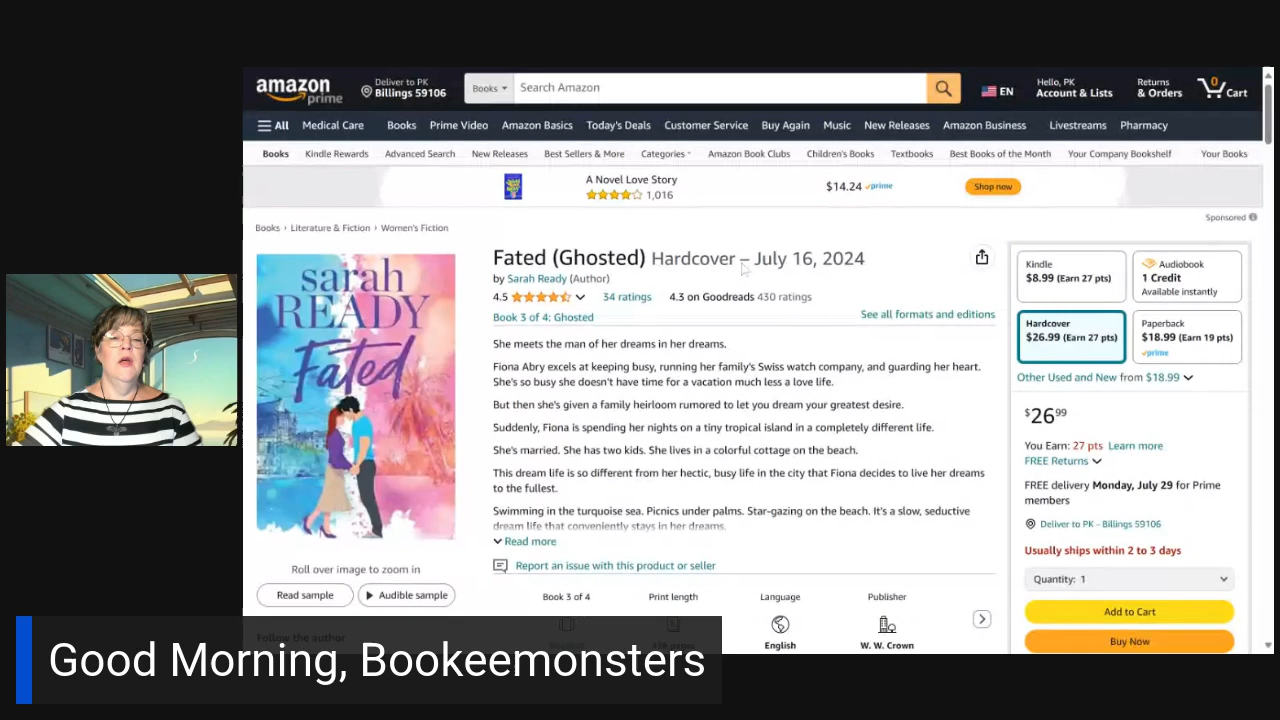 amazon
prime
Deliver to PK
Billings 59106
Books
Search Amazon
EN
Hello, PK
Account & Lists
Returns
& Orders
0
Cart
All
Medical Care
Books
Prime Video
Amazon Basics
Today's Deals
Customer Service
Buy Again
Music
New Releases
Amazon Business
Livestreams
Pharmacy
Books
Kindle Rewards
Advanced Search
New Releases
Best Sellers & More
Categories
Amazon Book Clubs
Children's Books
Textbooks
Best Books of the Month
Your Company Bookshelf
Your Books
A Novel Love Story
1,016
$14.24 prime
Shop now
Sponsored
Books › Literature & Fiction › Women's Fiction
sarah
READY
Fated
Roll over image to zoom in
Read sample
Audible sample
Follow the author
Fated (Ghosted) Hardcover – July 16, 2024
by Sarah Ready (Author)
4.5
34 ratings
4.3 on Goodreads 430 ratings
Book 3 of 4: Ghosted
See all formats and editions
She meets the man of her dreams in her dreams.
Fiona Abry excels at keeping busy, running her family's Swiss watch company, and guarding her heart.
She's so busy she doesn't have time for a vacation much less a love life.
But then she's given a family heirloom rumored to let you dream your greatest desire.
Suddenly, Fiona is spending her nights on a tiny tropical island in a completely different life.
She's married. She has two kids. She lives in a colorful cottage on the beach.
This dream life is so different from her hectic, busy life in the city that Fiona decides to live her dreams
to the fullest.
Swimming in the turquoise sea. Picnics under palms. Star-gazing on the beach. It's a slow, seductive
dream life that conveniently stays in her dreams.
Read more
Report an issue with this product or seller
Book 3 of 4
Print length
Language
Publisher
English
W. W. Crown
Kindle
$8.99 (Earn 27 pts)
Audiobook
1 Credit
Available instantly
Hardcover
$26.99 (Earn 27 pts)
Paperback
$18.99 (Earn 19 pts)
prime
Other Used and New from $18.99
$26 99
You Earn: 27 pts Learn more
FREE Returns
FREE delivery Monday, July 29 for Prime
members
Deliver to PK - Billings 59106
Usually ships within 2 to 3 days
Quantity: 1
Add to Cart
Buy Now
Good Morning, Bookeemonsters